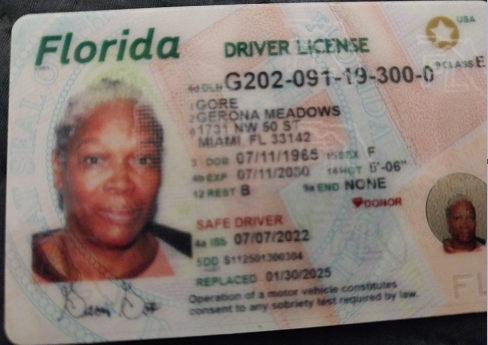 Florida
DRIVER LICENSE
USA
4d DLN G202-091-19-300-0
9 CLASS E
1 GORE
2 GERONA MEADOWS
8 1731 NW 50 ST
MIAMI, FL 33142
3 DOB 07/11/1965 15 SEX F
4b EXP 07/11/2030 16 HGT 5'-06"
12 REST B 9a END NONE
DONOR
SAFE DRIVER
4a ISS 07/07/2022
5DD S112501300304
REPLACED 01/30/2025
Operation of a motor vehicle constitutes
consent to any sobriety test required by law.
FL